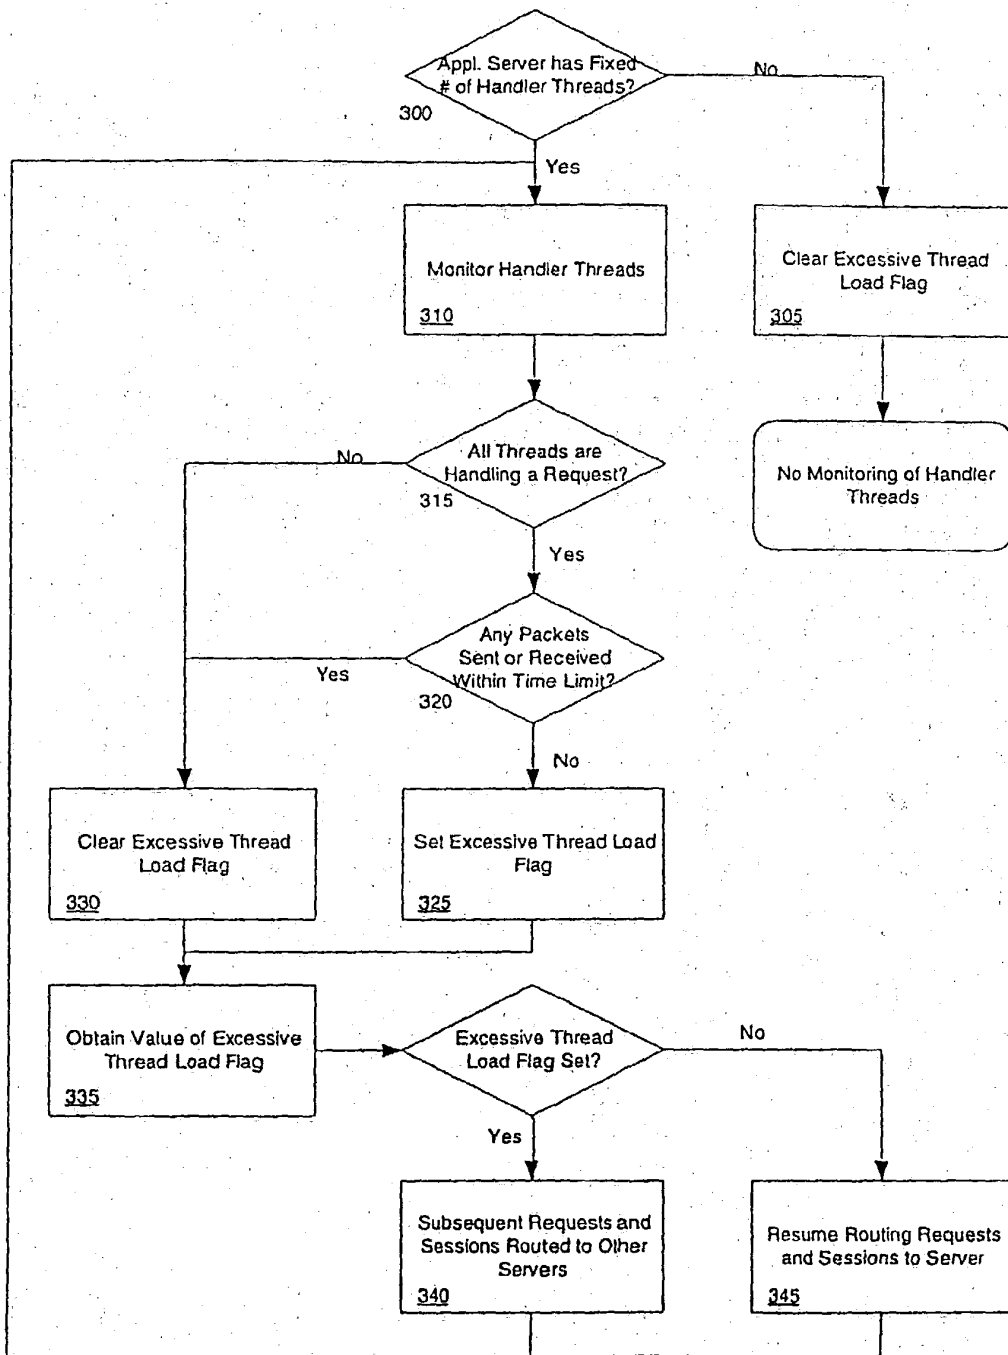 Appl. Server has Fixed
# of Handler Threads?
300
No
Yes
Monitor Handler Threads
310
Clear Excessive Thread
Load Flag
305
All Threads are
Handling a Request?
315
No
No Monitoring of Handler
Threads
Yes
Any Packets
Sent or Received
Within Time Limit?
320
Yes
No
Clear Excessive Thread
Load Flag
330
Set Excessive Thread Load
Flag
325
Obtain Value of Excessive
Thread Load Flag
335
Excessive Thread
Load Flag Set?
No
Yes
Subsequent Requests and
Sessions Routed to Other
Servers
340
Resume Routing Requests
and Sessions to Server
345